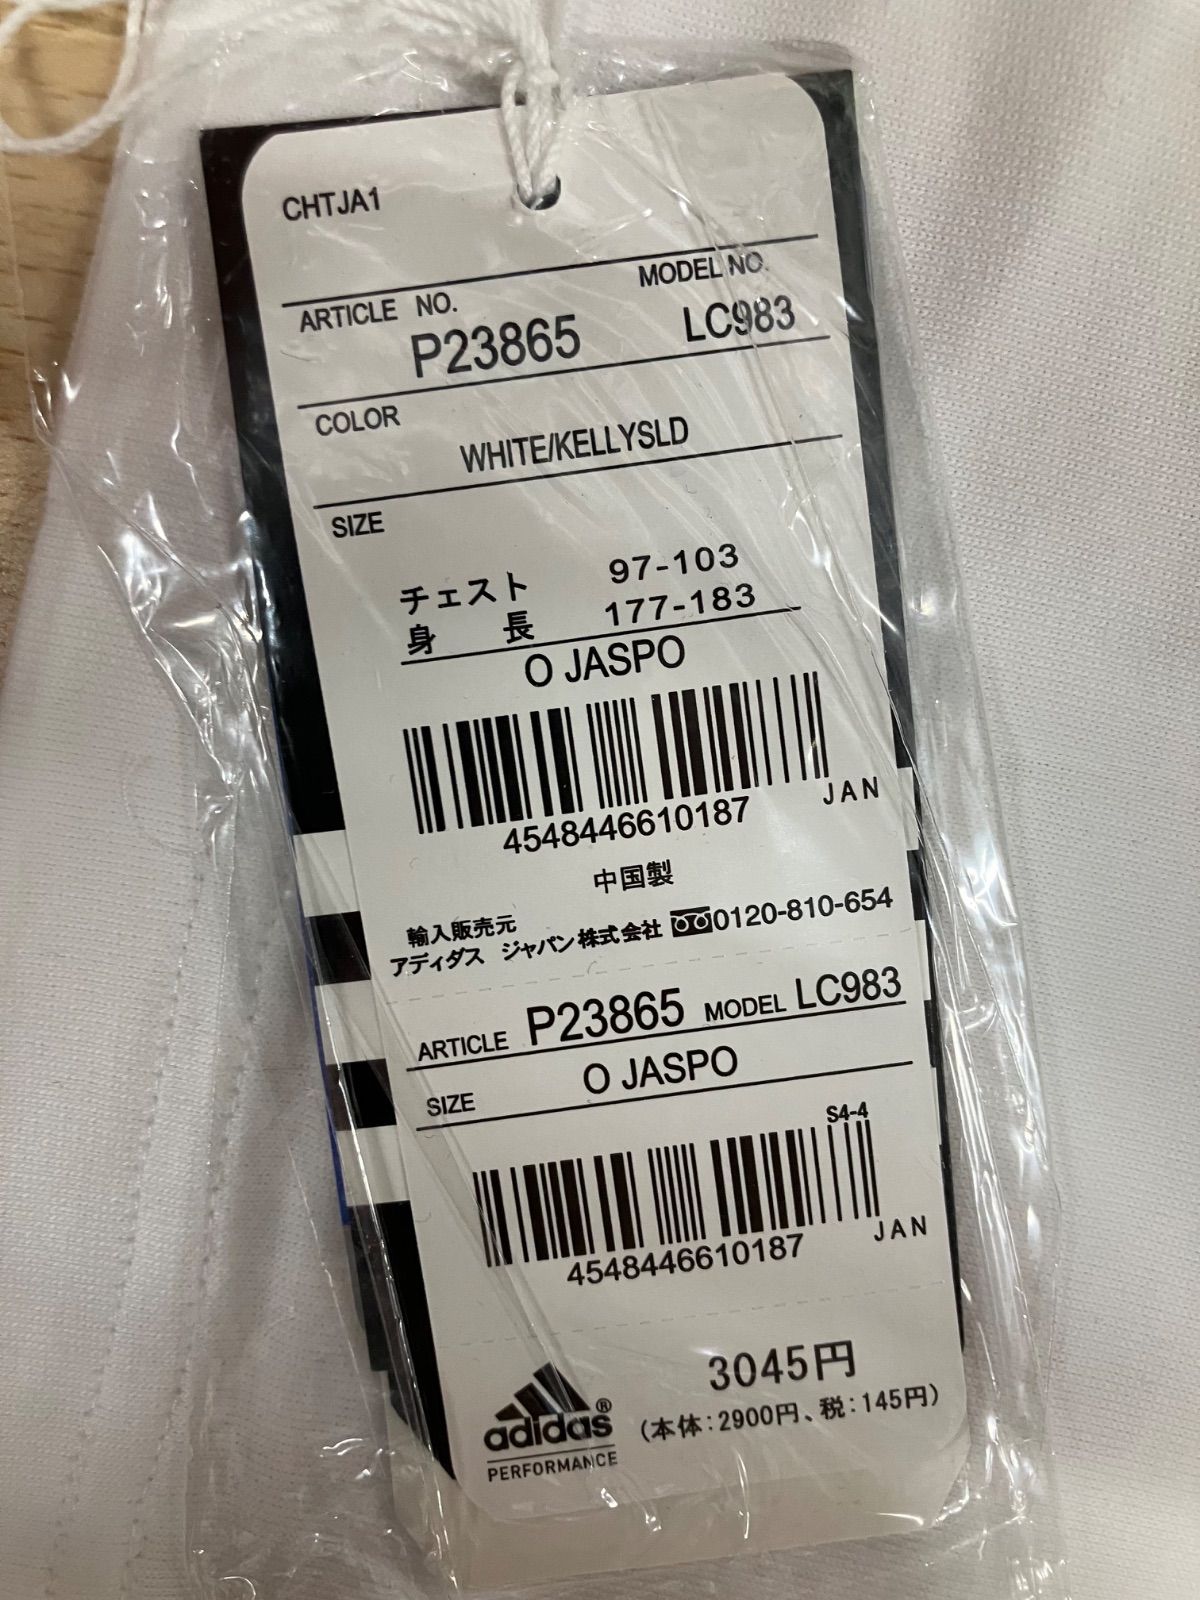 CHTJA1
ARTICLE NO. MODEL NO.
P23865 LC983
COLOR
WHITE/KELLYSLD
SIZE
チェスト 97-103
身 長 177-183
O JASPO
4548446610187 JAN
中国製
輸入販売元
アディダス ジャパン株式会社 0120-810-654
ARTICLE P23865 MODEL LC983
SIZE O JASPO
S4-4
4548446610187 JAN
3045円
(本体:2900円、税:145円)
adidas®
PERFORMANCE